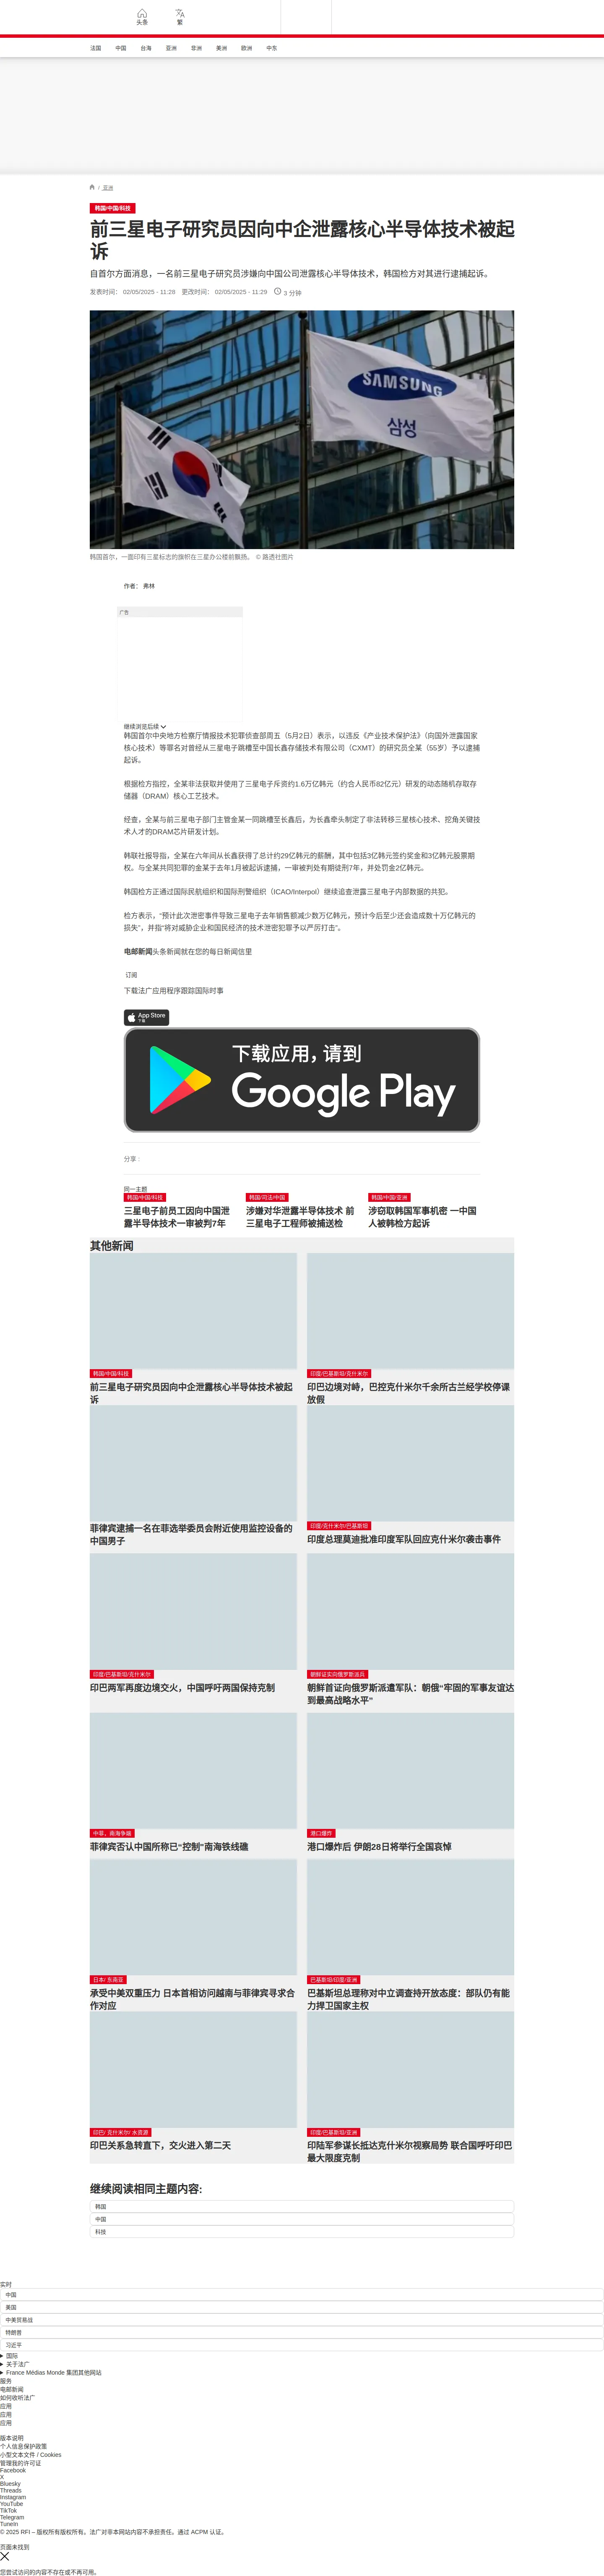 头条
繁
法国 中国 台海 亚洲 非洲 美洲 欧洲 中东
/ 亚洲
韩国/中国/科技
前三星电子研究员因向中企泄露核心半导体技术被起
诉
自首尔方面消息，一名前三星电子研究员涉嫌向中国公司泄露核心半导体技术，韩国检方对其进行逮捕起诉。
发表时间： 02/05/2025 - 11:28 更改时间： 02/05/2025 - 11:29 3 分钟
SAMSUNG
삼성
韩国首尔，一面印有三星标志的旗帜在三星办公楼前飘扬。 © 路透社图片
作者： 弗林
广告
继续浏览后续
韩国首尔中央地方检察厅情报技术犯罪侦查部周五（5月2日）表示，以违反《产业技术保护法》（向国外泄露国家
核心技术）等罪名对曾经从三星电子跳槽至中国长鑫存储技术有限公司（CXMT）的研究员全某（55岁）予以逮捕
起诉。
根据检方指控，全某非法获取并使用了三星电子斥资约1.6万亿韩元（约合人民币82亿元）研发的动态随机存取存
储器（DRAM）核心工艺技术。
经查，全某与前三星电子部门主管金某一同跳槽至长鑫后，为长鑫牵头制定了非法转移三星核心技术、挖角关键技
术人才的DRAM芯片研发计划。
韩联社报导指，全某在六年间从长鑫获得了总计约29亿韩元的薪酬，其中包括3亿韩元签约奖金和3亿韩元股票期
权。与全某共同犯罪的金某于去年1月被起诉逮捕，一审被判处有期徒刑7年，并处罚金2亿韩元。
韩国检方正通过国际民航组织和国际刑警组织（ICAO/Interpol）继续追查泄露三星电子内部数据的共犯。
检方表示，“预计此次泄密事件导致三星电子去年销售额减少数万亿韩元，预计今后至少还会造成数十万亿韩元的
损失”，并指“将对威胁企业和国民经济的技术泄密犯罪予以严厉打击”。
电邮新闻头条新闻就在您的每日新闻信里
订阅
下载法广应用程序跟踪国际时事
App Store
下载
下载应用，请到
Google Play
分享 :
同一主题
韩国/中国/科技
三星电子前员工因向中国泄
露半导体技术一审被判7年
韩国/司法/中国
涉嫌对华泄露半导体技术 前
三星电子工程师被捕送检
韩国/中国/亚洲
涉窃取韩国军事机密 一中国
人被韩检方起诉
其他新闻
韩国/中国/科技
前三星电子研究员因向中企泄露核心半导体技术被起
诉
印度/巴基斯坦/克什米尔
印巴边境对峙，巴控克什米尔千余所古兰经学校停课
放假
菲律宾逮捕一名在菲选举委员会附近使用监控设备的
中国男子
印度/克什米尔/巴基斯坦
印度总理莫迪批准印度军队回应克什米尔袭击事件
印度/巴基斯坦/克什米尔
印巴两军再度边境交火，中国呼吁两国保持克制
朝鲜证实向俄罗斯派兵
朝鲜首证向俄罗斯派遣军队：朝俄“牢固的军事友谊达
到最高战略水平”
中菲，南海争端
菲律宾否认中国所称已“控制”南海铁线礁
港口爆炸
港口爆炸后 伊朗28日将举行全国哀悼
日本/ 东南亚
承受中美双重压力 日本首相访问越南与菲律宾寻求合
作对应
巴基斯坦/印度/亚洲
巴基斯坦总理称对中立调查持开放态度：部队仍有能
力捍卫国家主权
印巴/ 克什米尔/ 水资源
印巴关系急转直下，交火进入第二天
印度/巴基斯坦/亚洲
印陆军参谋长抵达克什米尔视察局势 联合国呼吁印巴
最大限度克制
继续阅读相同主题内容:
韩国
中国
科技
实时
中国
美国
中美贸易战
特朗普
习近平
国际
关于法广
France Médias Monde 集团其他网站
服务
电邮新闻
如何收听法广
应用
应用
应用
版本说明
个人信息保护政策
小型文本文件 / Cookies
管理我的许可证
Facebook
X
Bluesky
Threads
Instagram
YouTube
TikTok
Telegram
TuneIn
© 2025 RFI – 版权所有版权所有。法广对非本网站内容不承担责任。通过 ACPM 认证。
页面未找到
您尝试访问的内容不存在或不再可用。